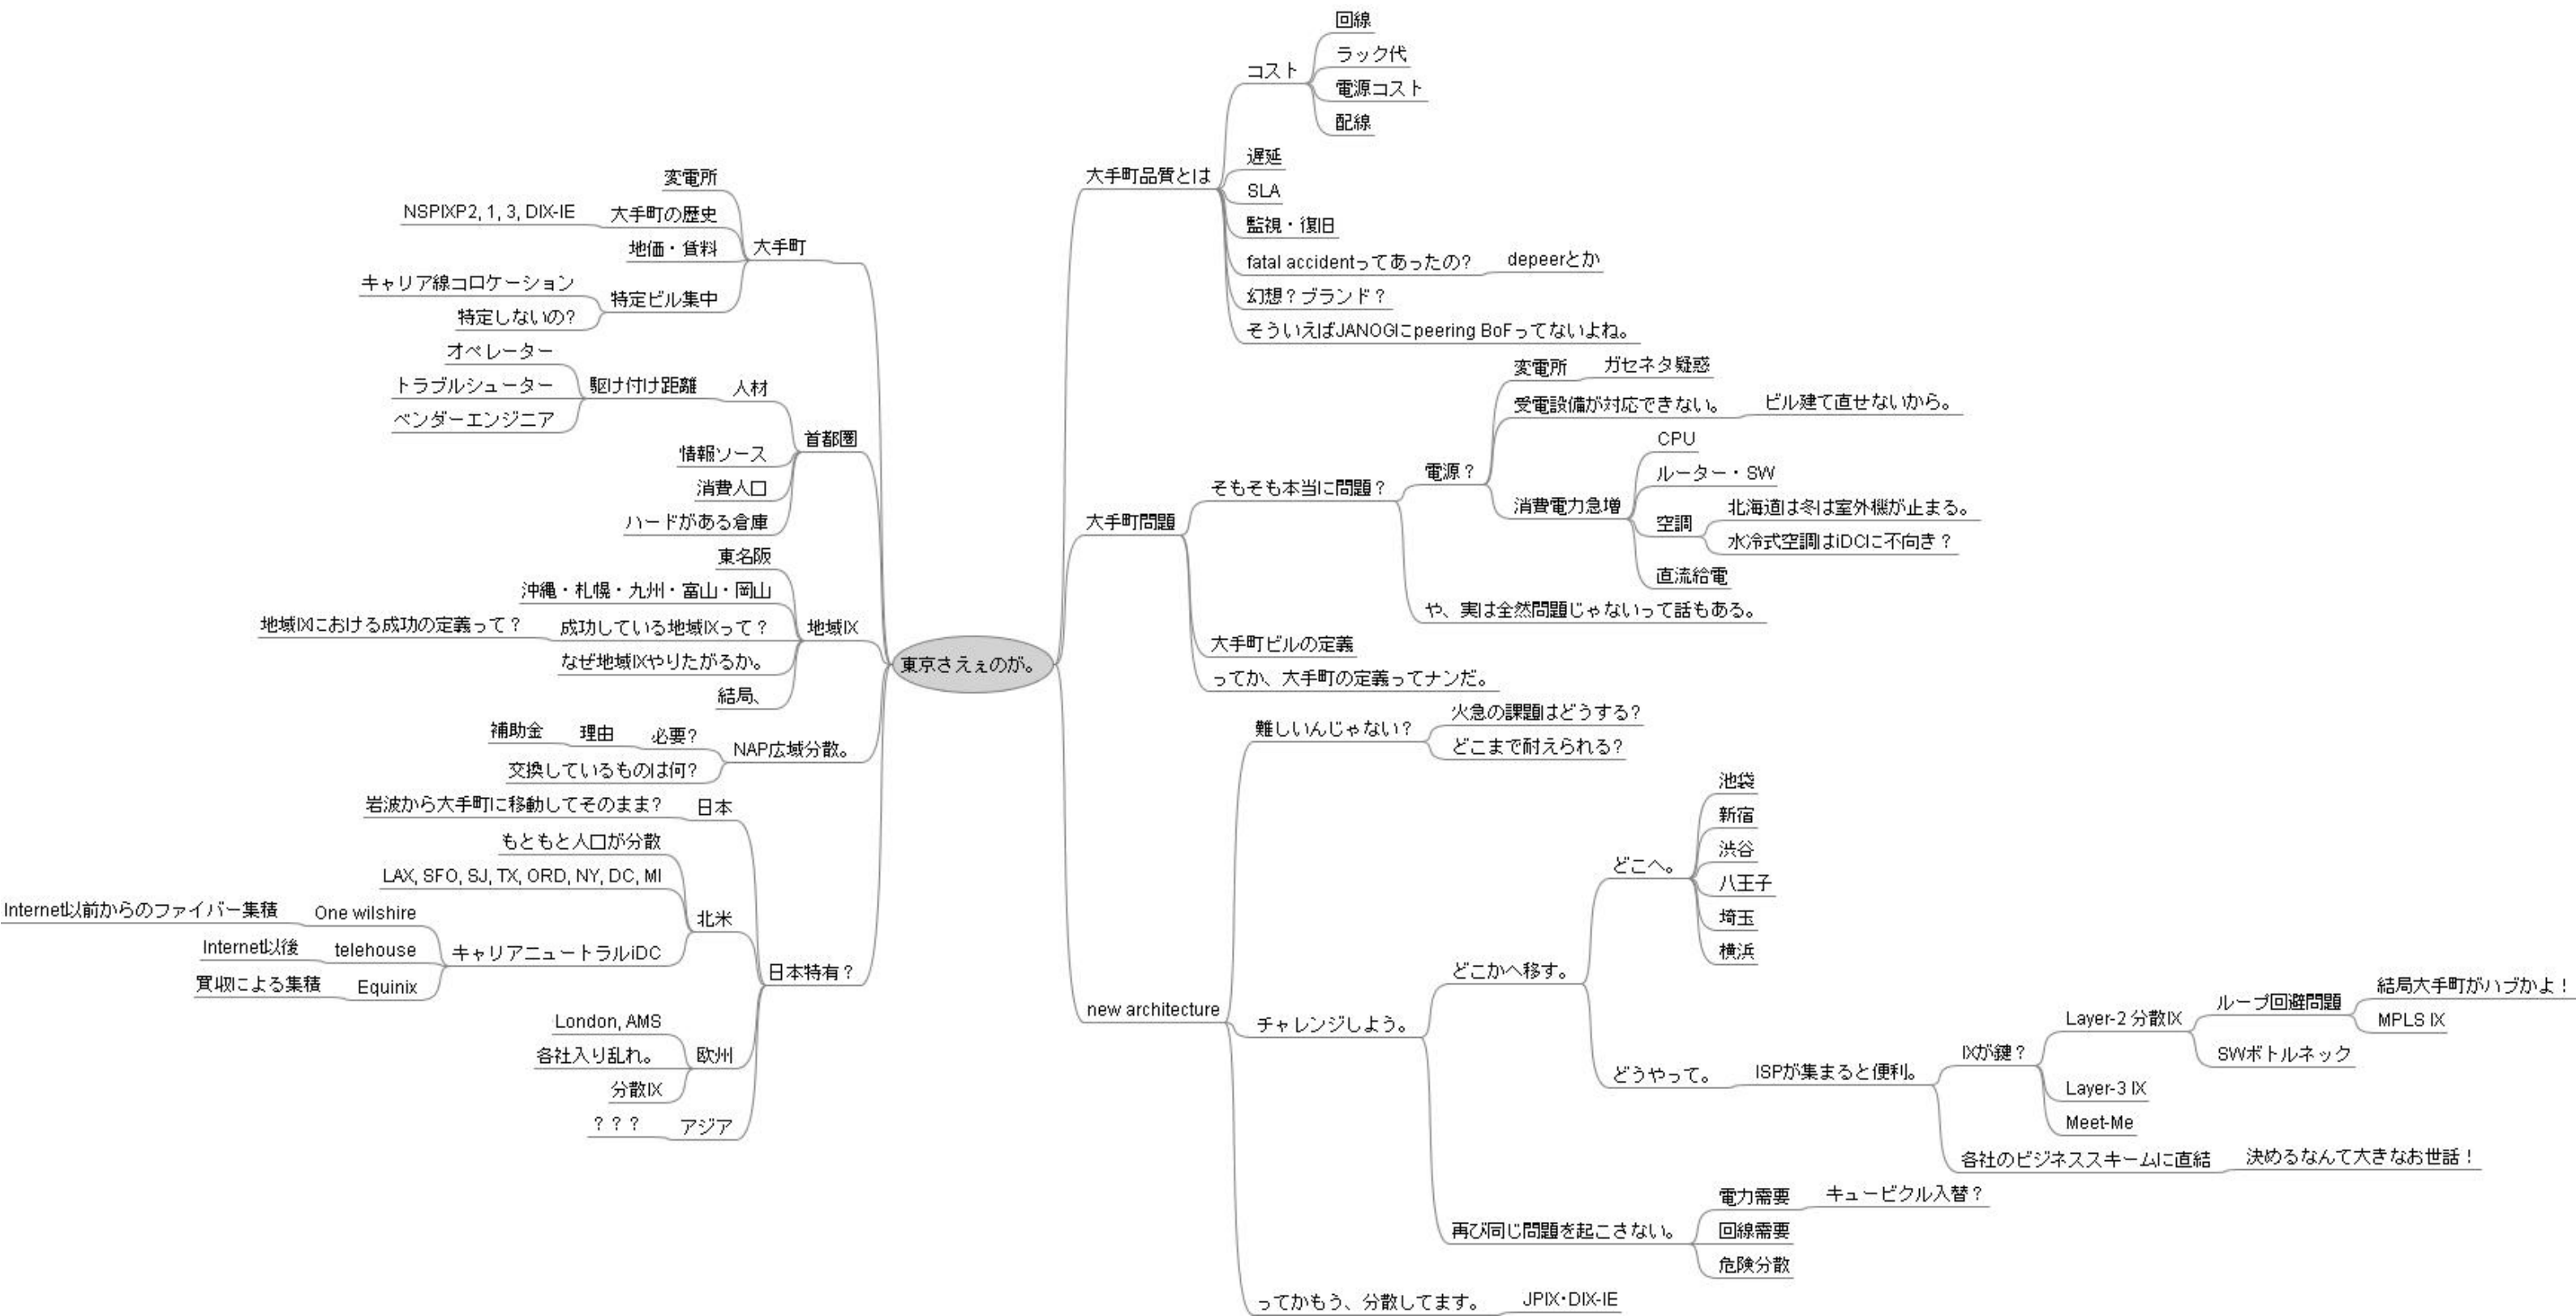 東京さえぇのが。
大手町
変電所
大手町の歴史
NSPIXP2, 1, 3, DIX-IE
地価・賃料
特定ビル集中
キャリア線コロケーション
特定しないの?
首都圏
人材
駆け付け距離
オペレーター
トラブルシューター
ベンダーエンジニア
情報ソース
消費人口
ハードがある倉庫
地域IX
東名阪
沖縄・札幌・九州・富山・岡山
成功している地域IXって？
地域IXにおける成功の定義って？
なぜ地域IXやりたがるか。
結局、
NAP広域分散。
必要?
理由
補助金
交換しているものは何?
日本特有？
日本
岩波から大手町に移動してそのまま?
北米
もともと人口が分散
LAX, SFO, SJ, TX, ORD, NY, DC, MI
キャリアニュートラルiDC
One wilshire
Internet以前からのファイバー集積
telehouse
Internet以後
Equinix
買収による集積
欧州
London, AMS
各社入り乱れ。
分散IX
アジア
？？？
大手町品質とは
コスト
回線
ラック代
電源コスト
配線
遅延
SLA
監視・復旧
fatal accidentってあったの?
depeerとか
幻想？ブランド？
そういえばJANOGにpeering BoFってないよね。
大手町問題
そもそも本当に問題？
電源？
変電所
ガセネタ疑惑
受電設備が対応できない。
ビル建て直せないから。
消費電力急増
CPU
ルーター・SW
空調
北海道は冬は室外機が止まる。
水冷式空調はiDCに不向き？
直流給電
や、実は全然問題じゃないって話もある。
大手町ビルの定義
ってか、大手町の定義ってナンだ。
new architecture
難しいんじゃない？
火急の課題はどうする?
どこまで耐えられる?
チャレンジしよう。
どこかへ移す。
どこへ。
池袋
新宿
渋谷
八王子
埼玉
横浜
どうやって。
ISPが集まると便利。
IXが鍵？
Layer-2 分散IX
ループ回避問題
結局大手町がハブかよ！
MPLS IX
SWボトルネック
Layer-3 IX
Meet-Me
各社のビジネススキームに直結
決めるなんて大きなお世話！
再び同じ問題を起こさない。
電力需要
キュービクル入替？
回線需要
危険分散
ってかもう、分散してます。
JPIX・DIX-IE